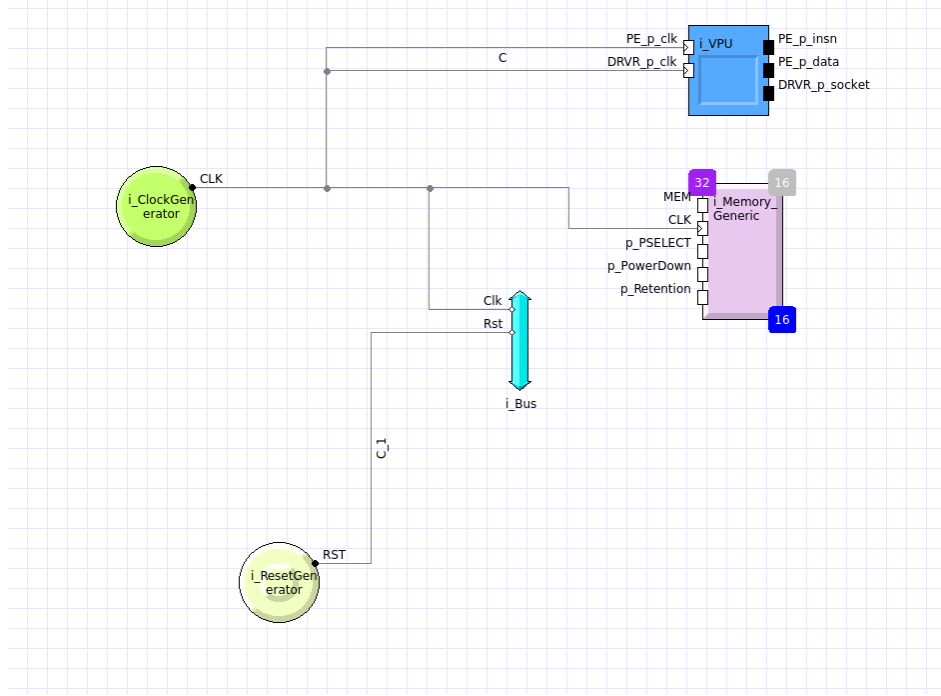 PE_p_clk
i_VPU
PE_p_insn
C
DRVR_p_clk
PE_p_data
DRVR_p_socket
CLK
i_ClockGen
erator
32
16
MEM
i_Memory_
Generic
CLK
p_PSELECT
p_PowerDown
p_Retention
16
Clk
Rst
i_Bus
C_1
RST
i_ResetGen
erator